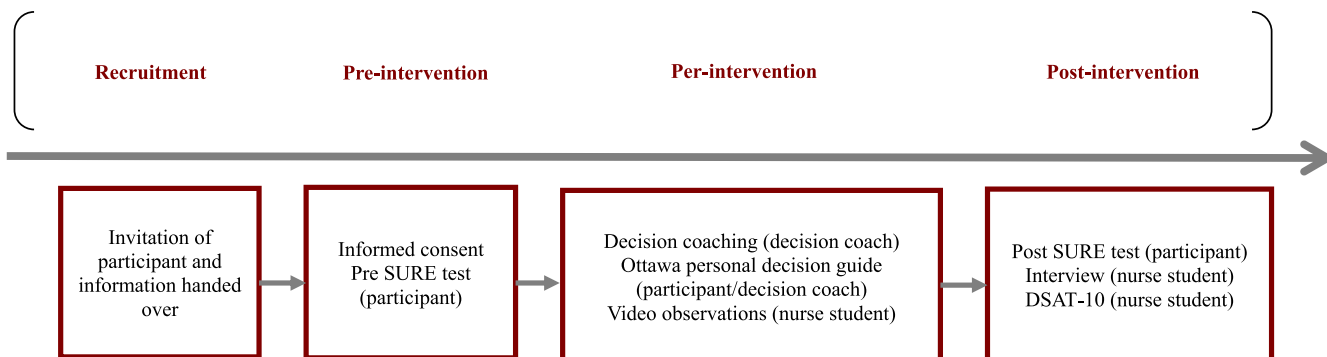 Recruitment
Pre-intervention
Per-intervention
Post-intervention
Invitation of
participant and
information handed
over
Informed consent
Pre SURE test
(participant)
Decision coaching (decision coach)
Ottawa personal decision guide
(participant/decision coach)
Video observations (nurse student)
Post SURE test (participant)
Interview (nurse student)
DSAT-10 (nurse student)